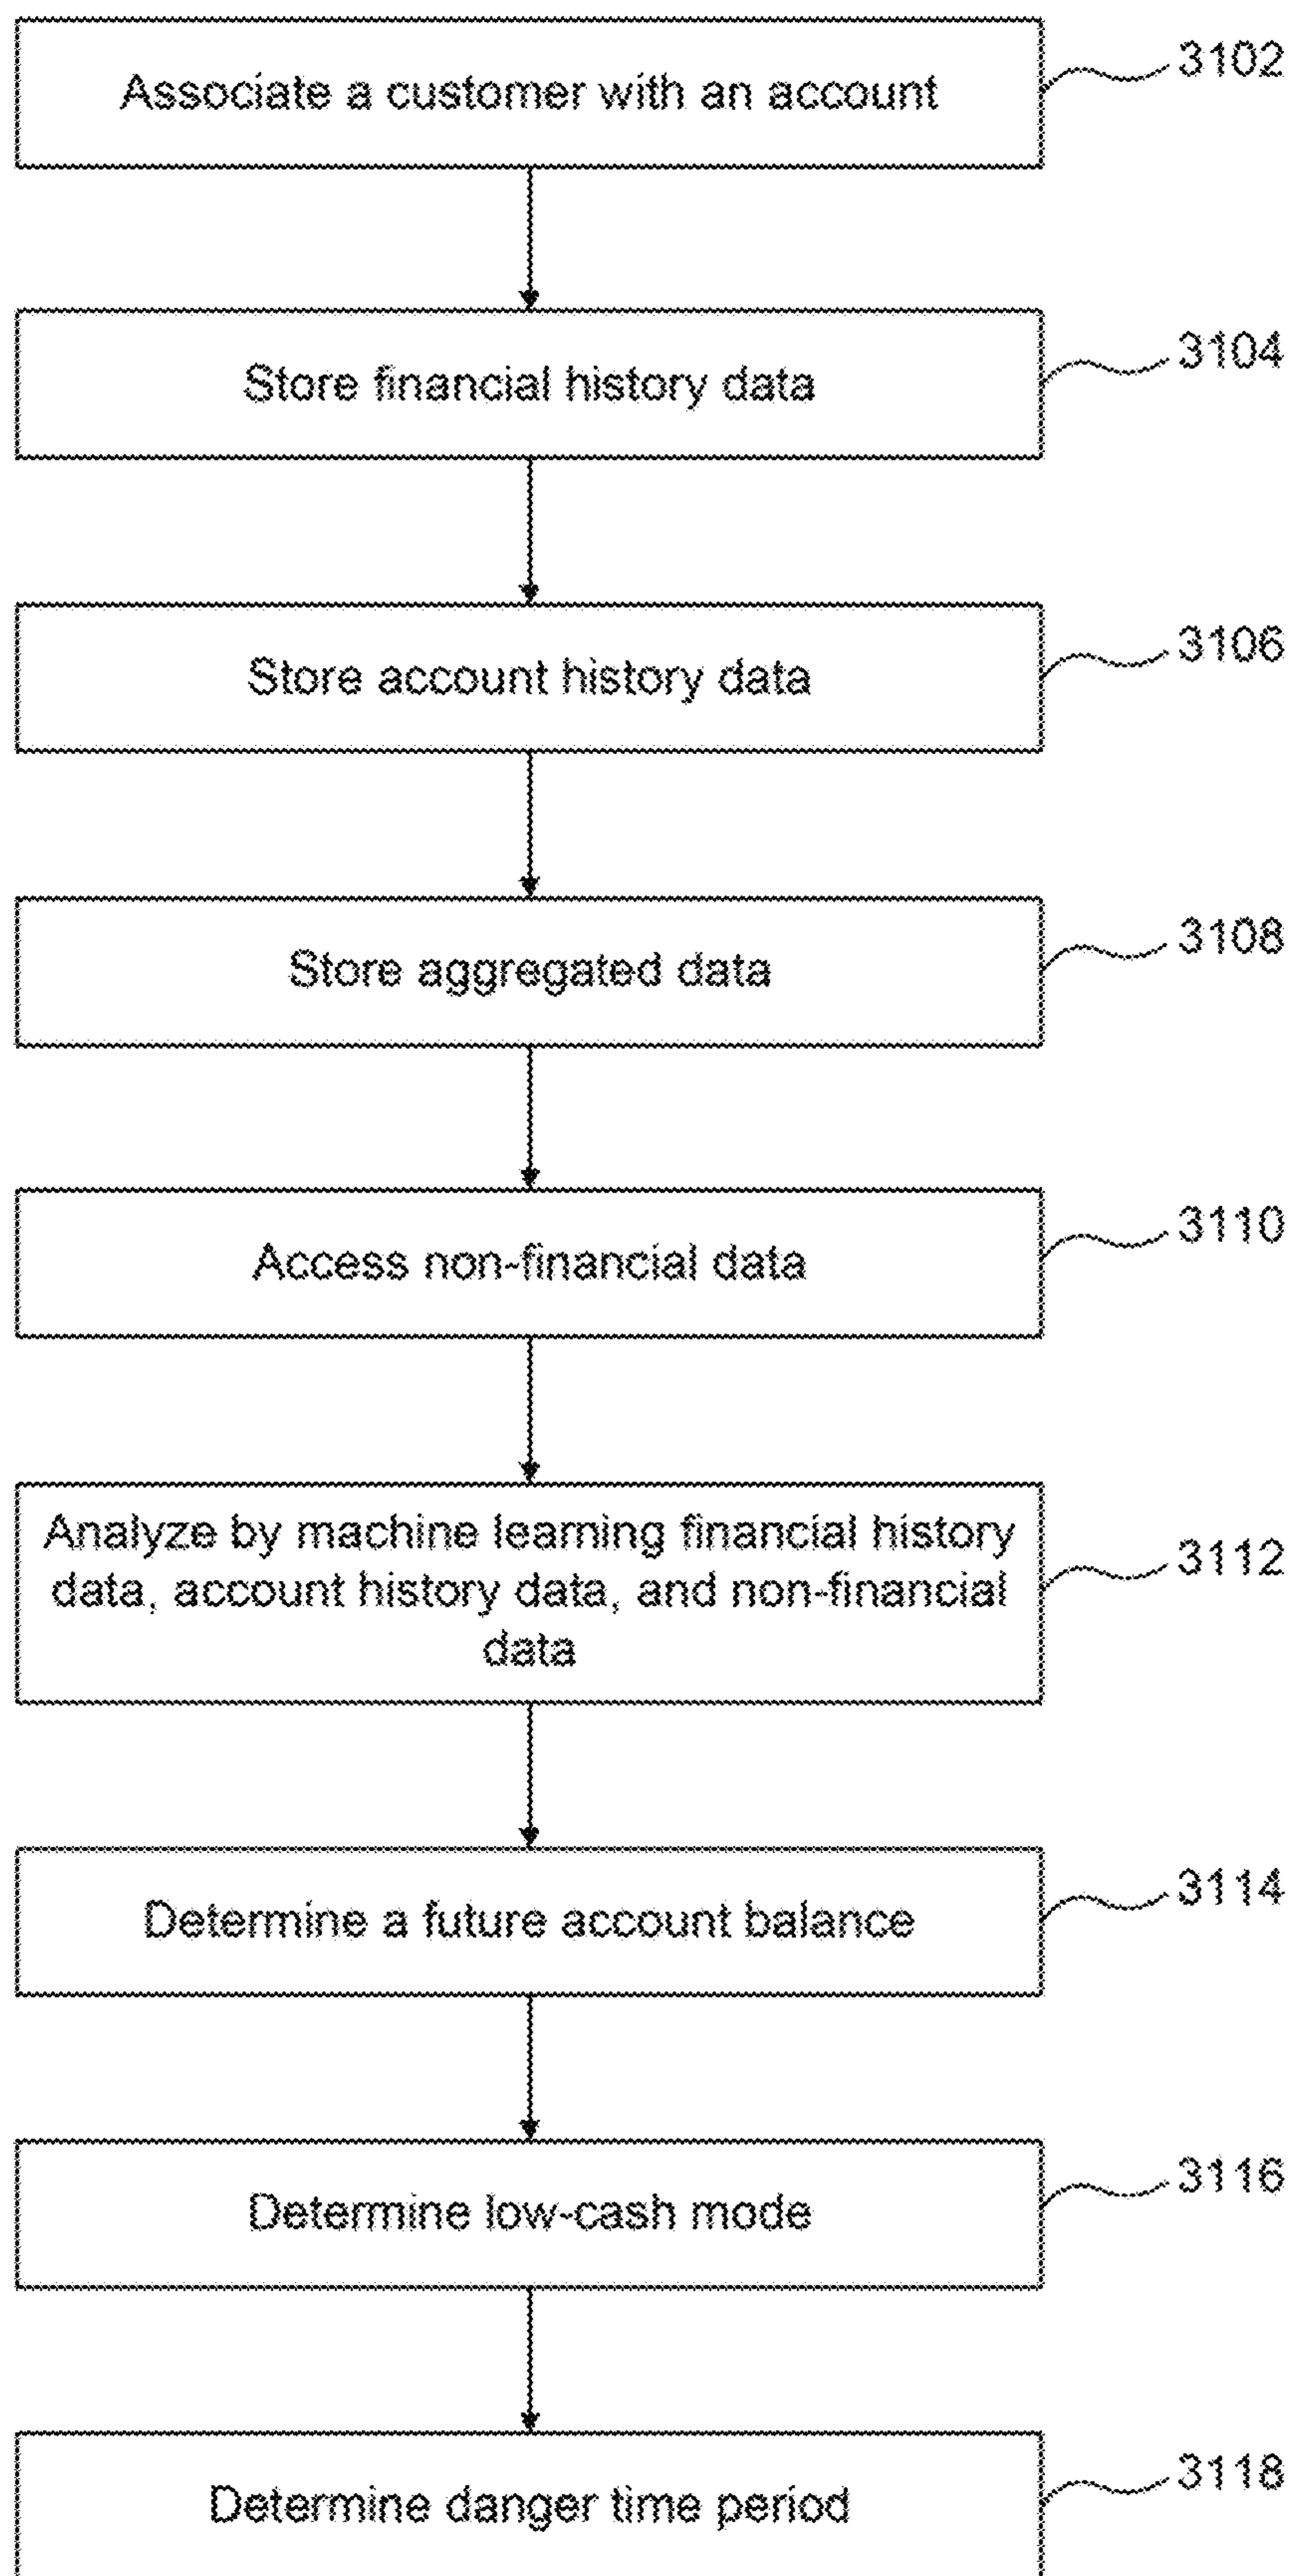 Associate a customer with an account
3102
Store financial history data
3104
Store account history data
3106
Store aggregated data
3108
Access non-financial data
3110
Analyze by machine learning financial history
data, account history data, and non-financial
data
3112
Determine a future account balance
3114
Determine low-cash mode
3116
Determine danger time period
3118